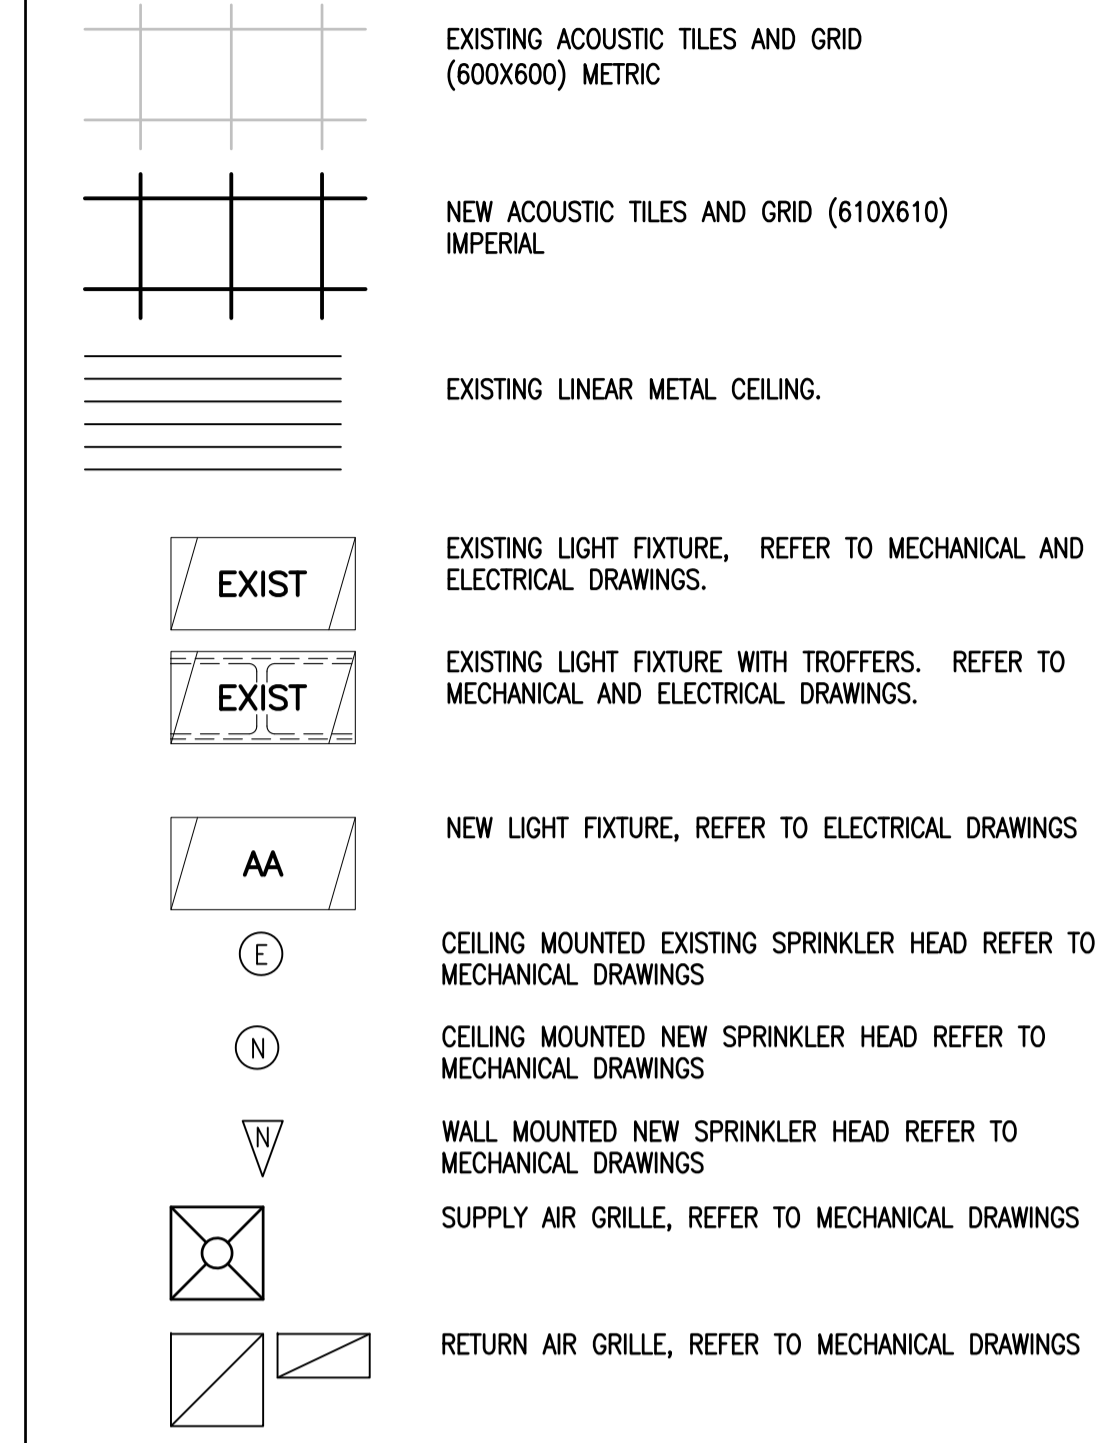 EXISTING ACOUSTIC TILES AND GRID
(600X600) METRIC
NEW ACOUSTIC TILES AND GRID (610X610)
IMPERIAL
EXISTING LINEAR METAL CEILING.
EXIST
EXISTING LIGHT FIXTURE, REFER TO MECHANICAL AND
ELECTRICAL DRAWINGS.
EXIST
EXISTING LIGHT FIXTURE WITH TROFFERS. REFER TO
MECHANICAL AND ELECTRICAL DRAWINGS.
AA
NEW LIGHT FIXTURE, REFER TO ELECTRICAL DRAWINGS
E
CEILING MOUNTED EXISTING SPRINKLER HEAD REFER TO
MECHANICAL DRAWINGS
N
CEILING MOUNTED NEW SPRINKLER HEAD REFER TO
MECHANICAL DRAWINGS
N
WALL MOUNTED NEW SPRINKLER HEAD REFER TO
MECHANICAL DRAWINGS
SUPPLY AIR GRILLE, REFER TO MECHANICAL DRAWINGS
RETURN AIR GRILLE, REFER TO MECHANICAL DRAWINGS